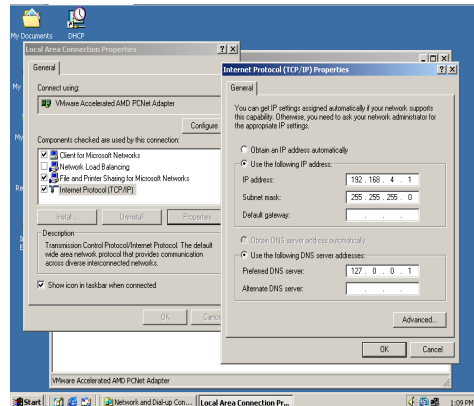 My Documents
DHCP
Local Area Connection Properties
General
Connect using:
VMware Accelerated AMD PCNet Adapter
Configure
Components checked are used by this connection:
Client for Microsoft Networks
Network Load Balancing
File and Printer Sharing for Microsoft Networks
Internet Protocol (TCP/IP)
Install...
Uninstall
Properties
Description
Transmission Control Protocol/Internet Protocol. The default
wide area network protocol that provides communication
across diverse interconnected networks.
Show icon in taskbar when connected
OK
Cance
VMware Accelerated AMD PCNet Adapter
Internet Protocol (TCP/IP) Properties
General
You can get IP settings assigned automatically if your network supports
this capability. Otherwise, you need to ask your network administrator for
the appropriate IP settings.
Obtain an IP address automatically
Use the following IP address:
IP address:
192 . 168 . 4 . 1
Subnet mask:
255 . 255 . 255 . 0
Default gateway:
Obtain DNS server address automatically
Use the following DNS server addresses:
Preferred DNS server:
127 . 0 . 0 . 1
Alternate DNS server:
Advanced...
OK
Cancel
Start
Network and Dial-up Con...
Local Area Connection Pr...
1:09 PM